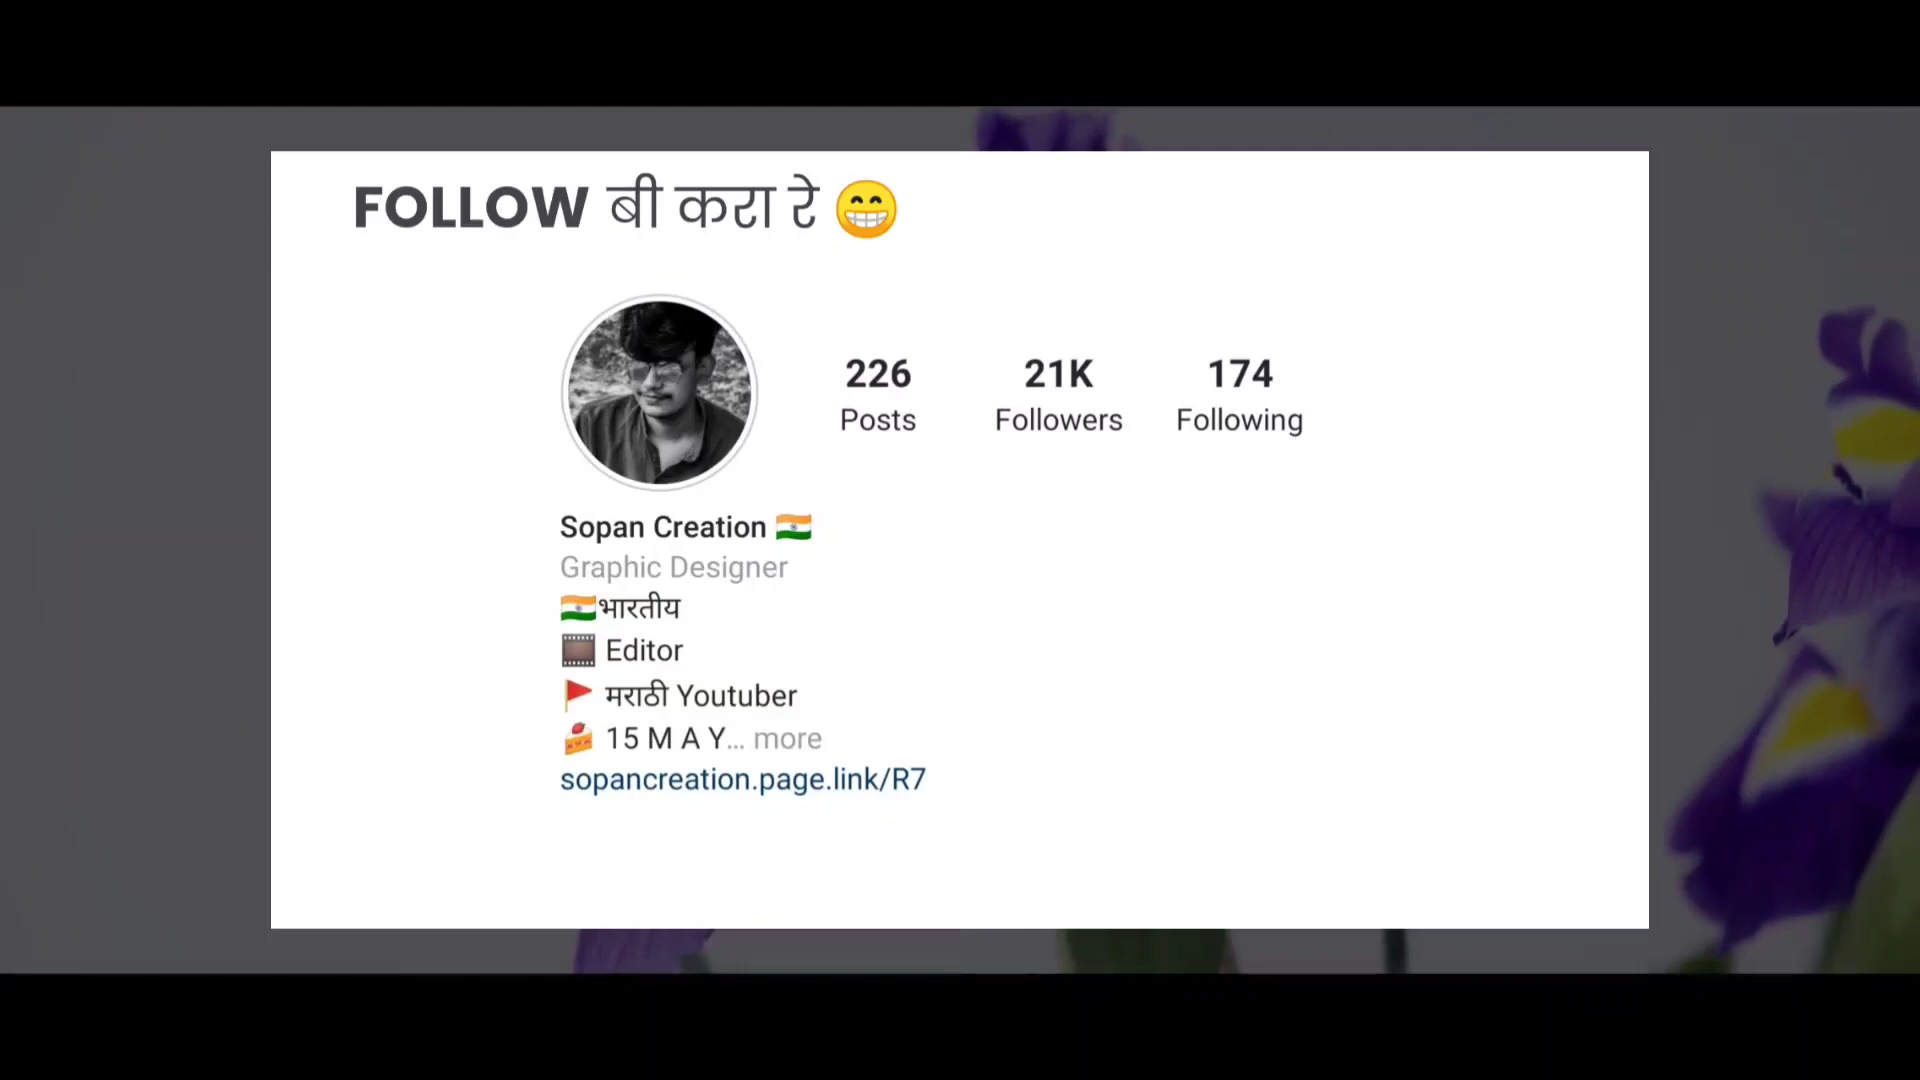 FOLLOW बी करा रे 😁
226 21K 174
Posts Followers Following
Sopan Creation 🇮🇳
Graphic Designer
🇮🇳भारतीय
🎞️ Editor
🚩 मराठी Youtuber
🍰 15 M A Y... more
sopancreation.page.link/R7